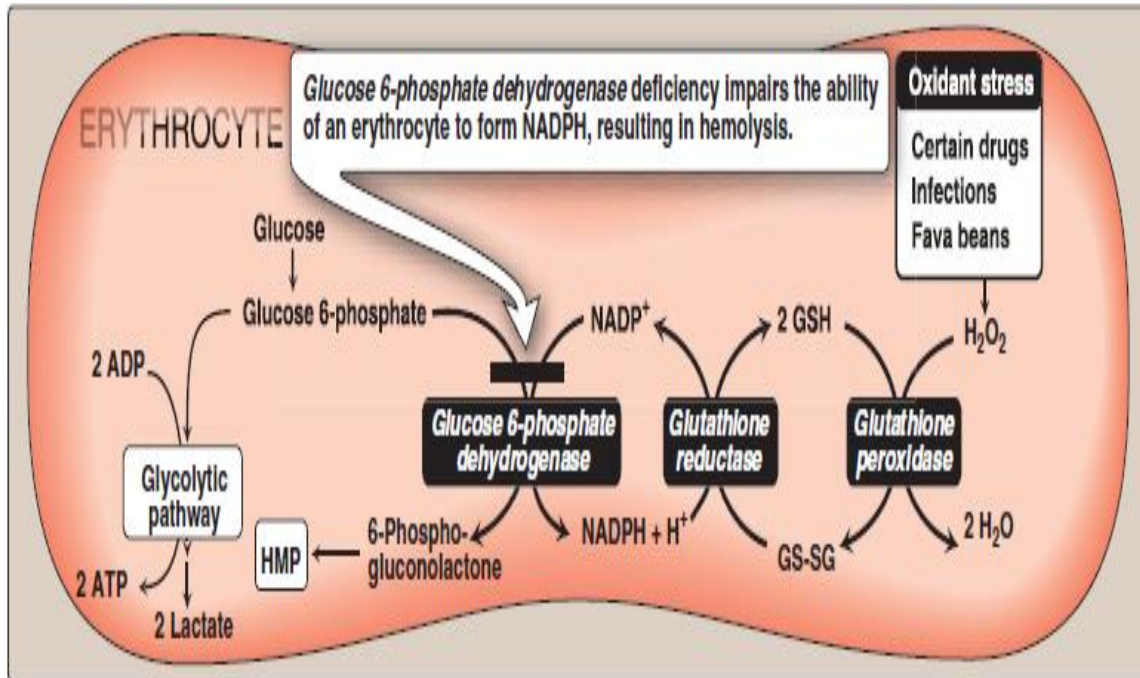 Glucose 6-phosphate dehydrogenase deficiency impairs the ability
of an erythrocyte to form NADPH, resulting in hemolysis.
Oxidant stress
Certain drugs
Infections
Fava beans
ERYTHROCYTE
Glucose
Glucose 6-phosphate
NADP+
2 GSH
H2O2
2 ADP
Glucose 6-phosphate
dehydrogenase
Glutathione
reductase
Glutathione
peroxidase
Glycolytic
pathway
HMP
6-Phospho-
gluconolactone
NADPH + H+
GS-SG
2 H2O
2 ATP
2 Lactate